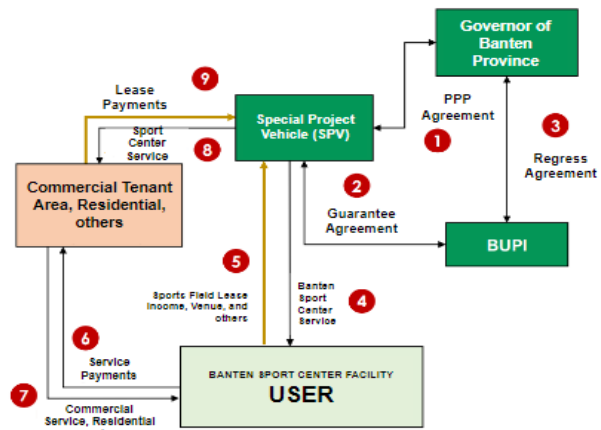 Governor of
Banten
Province
9
Lease
Payments
Special Project
Vehicle (SPV)
PPP
Agreement
1
3
Regress
Agreement
Sport
Center
Service
8
Commercial Tenant
Area, Residential,
others
2
Guarantee
Agreement
BUPI
5
Sports Field Lease
Income, Venue, and
others
Banten
Sport
Center
Service
4
6
Service
Payments
BANTEN SPORT CENTER FACILITY
USER
7
Commercial
Service, Residential